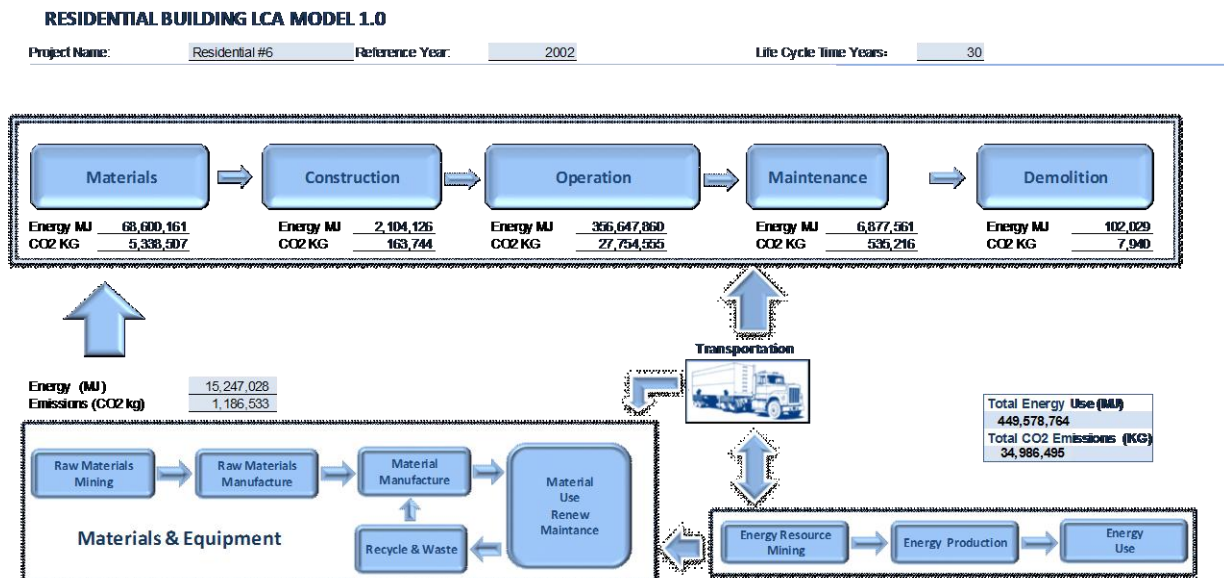 RESIDENTIAL BUILDING LCA MODEL 1.0
Project Name: Residential #6 Reference Year: 2002 Life Cycle Time Years: 30
Materials Construction Operation Maintenance Demolition
Energy MJ 68,600,161 Energy MJ 2,104,126 Energy MJ 356,647,860 Energy MJ 6,877,561 Energy MJ 102,029
CO2 KG 5,338,507 CO2 KG 163,744 CO2 KG 27,754,555 CO2 KG 535,216 CO2 KG 7,940
Transportation
Energy (MJ) 15,247,028
Emissions (CO2 kg) 1,186,533
Total Energy Use (MJ)
449,578,764
Total CO2 Emissions (KG)
34,986,495
Raw Materials
Mining
Raw Materials
Manufacture
Material
Manufacture
Material
Use
Renew
Maintance
Recycle & Waste
Materials & Equipment
Energy Resource
Mining
Energy Production
Energy
Use